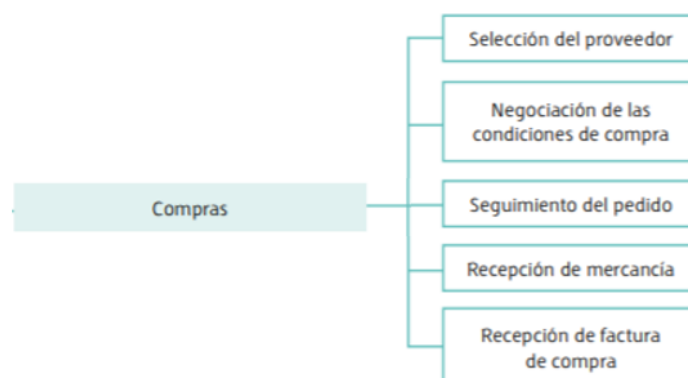 Selección del proveedor
Negociación de las
condiciones de compra
Compras
Seguimiento del pedido
Recepción de mercancía
Recepción de factura
de compra